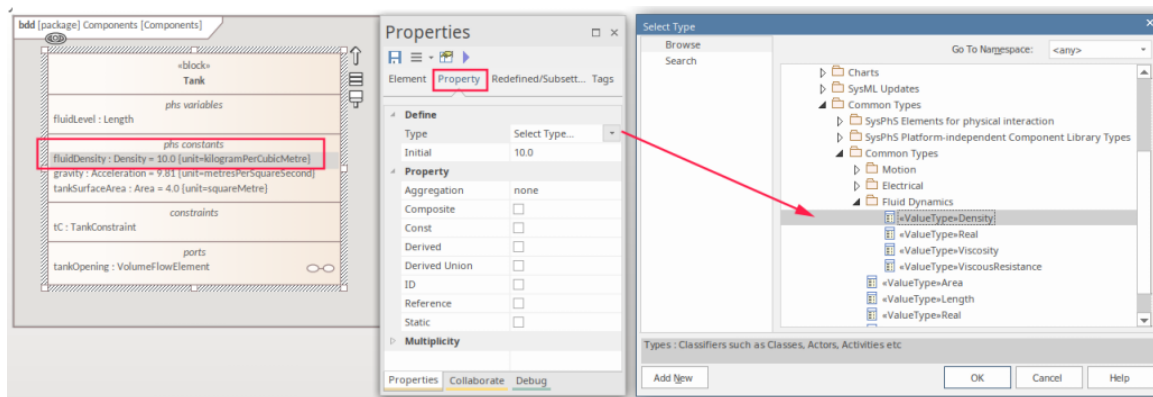 bdd [package] Components [Components]
«block»
Tank
phs variables
fluidLevel : Length
phs constants
fluidDensity : Density = 10.0 {unit=kilogramPerCubicMetre}
gravity : Acceleration = 9.81 {unit=metresPerSquareSecond}
tankSurfaceArea : Area = 4.0 {unit=squareMetre}
constraints
tC : TankConstraint
ports
tankOpening : VolumeFlowElement
Properties
Element Property Redefined/Subsett... Tags
Define
Type Select Type...
Initial 10.0
Property
Aggregation none
Composite
Const
Derived
Derived Union
ID
Reference
Static
Multiplicity
Properties Collaborate Debug
Select Type
Browse
Search
Go To Namespace: <any>
Charts
SysML Updates
Common Types
SysPhS Elements for physical interaction
SysPhS Platform-independent Component Library Types
Common Types
Motion
Electrical
Fluid Dynamics
«ValueType»Density
«ValueType»Real
«ValueType»Viscosity
«ValueType»ViscousResistance
«ValueType»Area
«ValueType»Length
«ValueType»Real
Types : Classifiers such as Classes, Actors, Activities etc
Add New OK Cancel Help